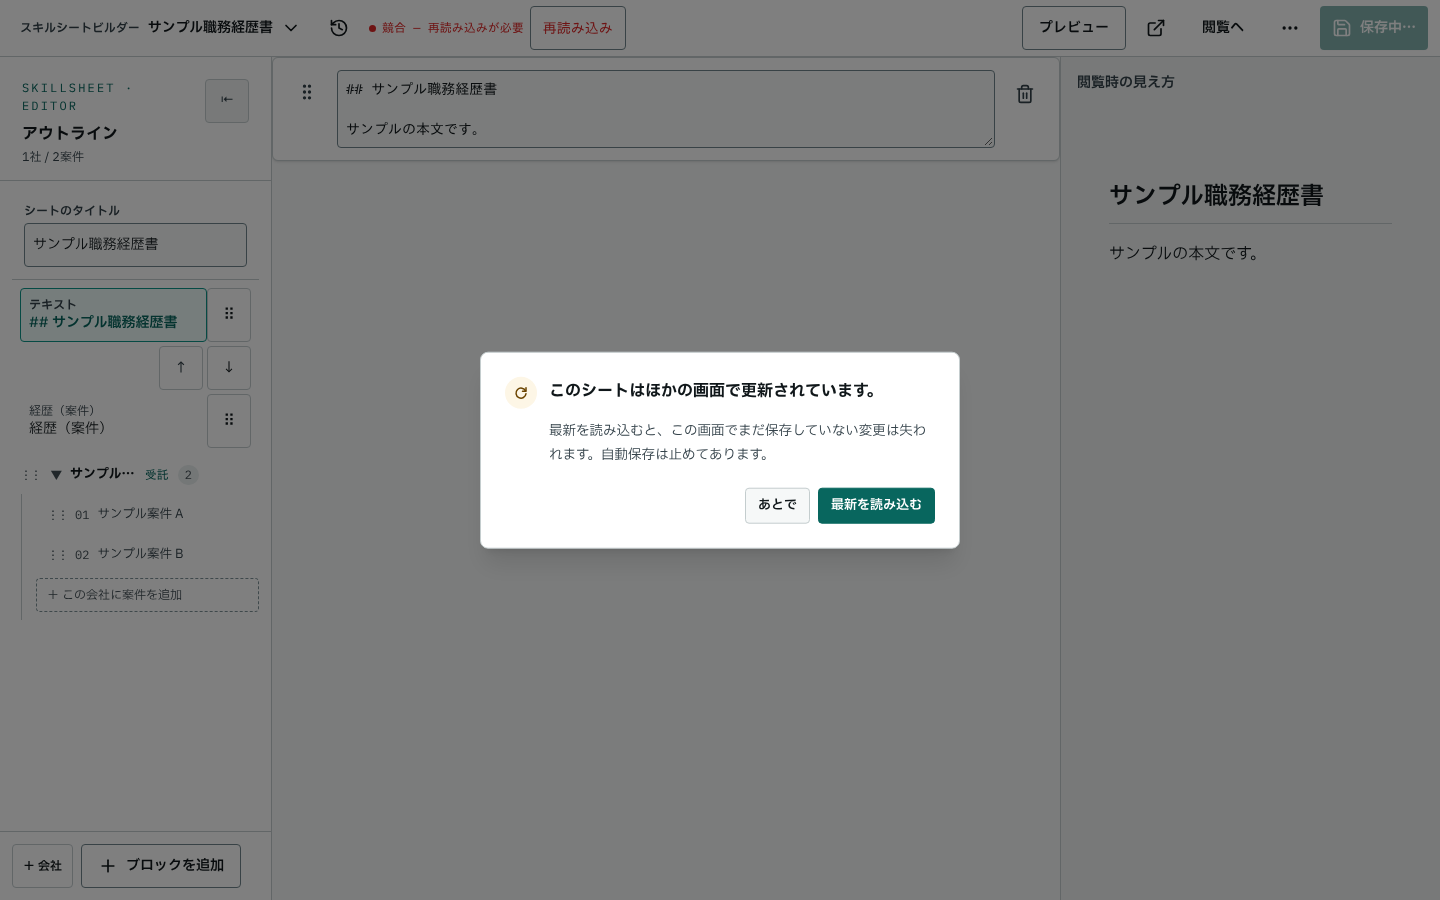 スキルシートビルダー サンプル職務経歴書 競合 — 再読み込みが必要 再読み込み プレビュー 閲覧へ 保存中…
SKILLSHEET ·
EDITOR
アウトライン
1社 / 2案件
シートのタイトル
サンプル職務経歴書
テキスト
## サンプル職務経歴書
↑ ↓
経歴（案件）
経歴（案件）
サンプル… 受託 2
01 サンプル案件 A
02 サンプル案件 B
+ この会社に案件を追加
+ 会社 + ブロックを追加
## サンプル職務経歴書
サンプルの本文です。
閲覧時の見え方
サンプル職務経歴書
サンプルの本文です。
このシートはほかの画面で更新されています。
最新を読み込むと、この画面でまだ保存していない変更は失わ
れます。自動保存は止めてあります。
あとで 最新を読み込む